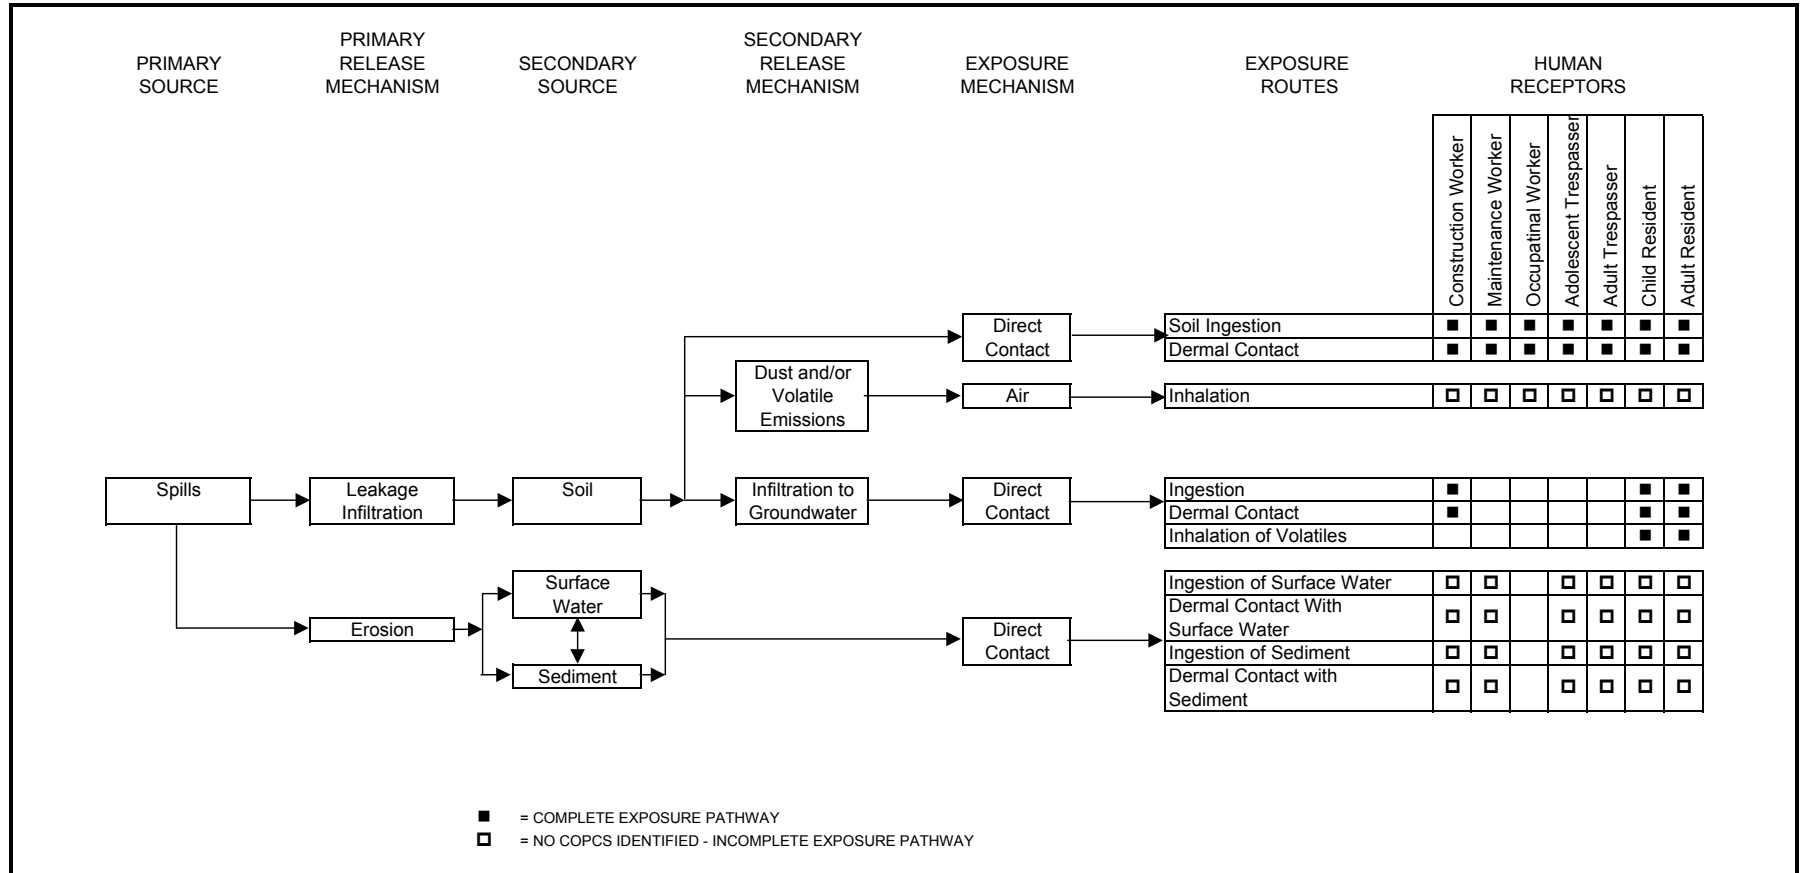 PRIMARY
SOURCE
PRIMARY
RELEASE
MECHANISM
SECONDARY
SOURCE
SECONDARY
RELEASE
MECHANISM
EXPOSURE
MECHANISM
EXPOSURE
ROUTES
HUMAN
RECEPTORS
Construction Worker
Maintenance Worker
Occupatinal Worker
Adolescent Trespasser
Adult Trespasser
Child Resident
Adult Resident
Direct
Contact
Soil Ingestion
Dermal Contact
Dust and/or
Volatile
Emissions
Air
Inhalation
Spills
Leakage
Infiltration
Soil
Infiltration to
Groundwater
Direct
Contact
Ingestion
Dermal Contact
Inhalation of Volatiles
Erosion
Surface
Water
Sediment
Direct
Contact
Ingestion of Surface Water
Dermal Contact With
Surface Water
Ingestion of Sediment
Dermal Contact with
Sediment
= COMPLETE EXPOSURE PATHWAY
= NO COPCS IDENTIFIED - INCOMPLETE EXPOSURE PATHWAY